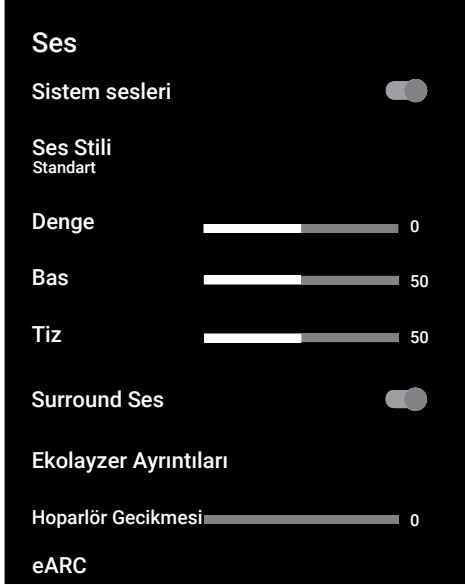 Ses
Sistem sesleri
Ses Stili
Standart
Denge 0
Bas 50
Tiz 50
Surround Ses
Ekolayzer Ayrıntıları
Hoparlör Gecikmesi 0
eARC